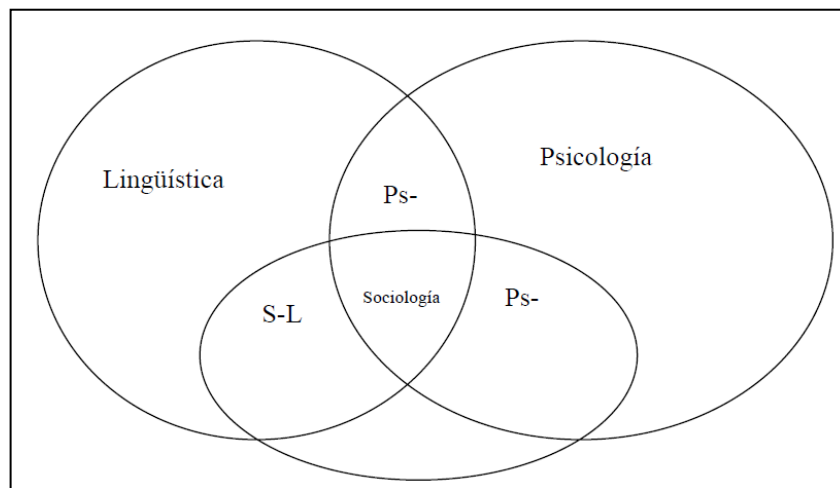 Psicología
Lingüística
Ps-
Sociología
S-L
Ps-